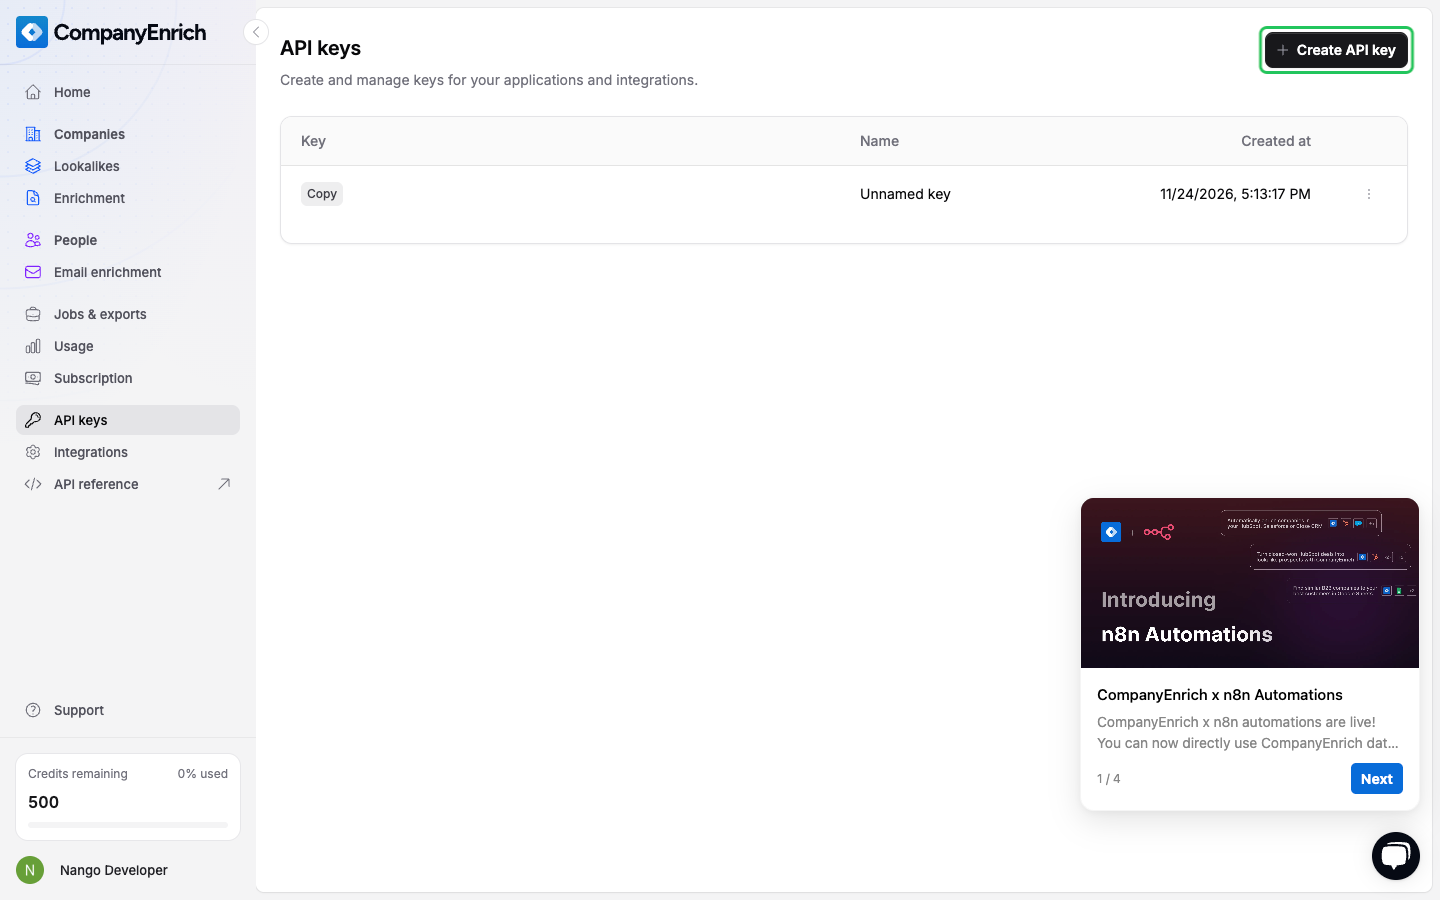 CompanyEnrich
Home
Companies
Lookalikes
Enrichment
People
Email enrichment
Jobs & exports
Usage
Subscription
API keys
Integrations
API reference
Support
Credits remaining
0% used
500
N
Nango Developer
API keys
Create and manage keys for your applications and integrations.
+ Create API key
Key
Name
Created at
Copy
Unnamed key
11/24/2026, 5:13:17 PM
Introducing
n8n Automations
CompanyEnrich x n8n Automations
CompanyEnrich x n8n automations are live!
You can now directly use CompanyEnrich dat...
1 / 4
Next